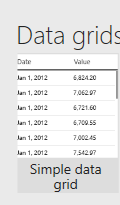 Data grids
Date Value
Jan 1, 2012 6,824.20
Jan 1, 2012 7,062.97
Jan 1, 2012 6,721.60
Jan 1, 2012 6,709.55
Jan 1, 2012 7,002.45
Jan 1, 2012 7,542.97
Simple data
grid